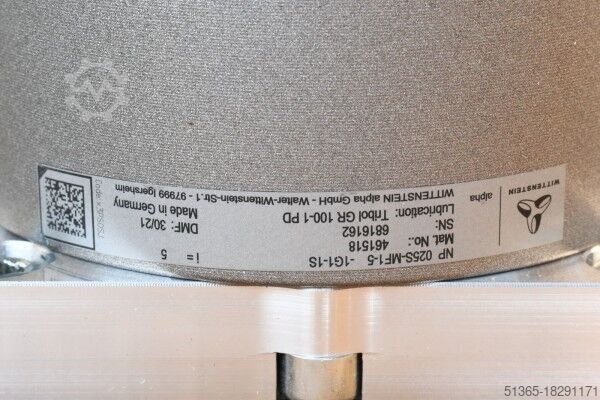 WITTENSTEIN
alpha
NP 025S-MF1-5 -1G1-1S
i = 5
Mat. No.: 461518
SN: 6816162
DMF: 30/21
Lubrication: Tribol GR 100-1 PD
Made in Germany
WITTENSTEIN alpha GmbH - Walter-Wittenstein-Str.1 - 97999 Igersheim
51365-18291171